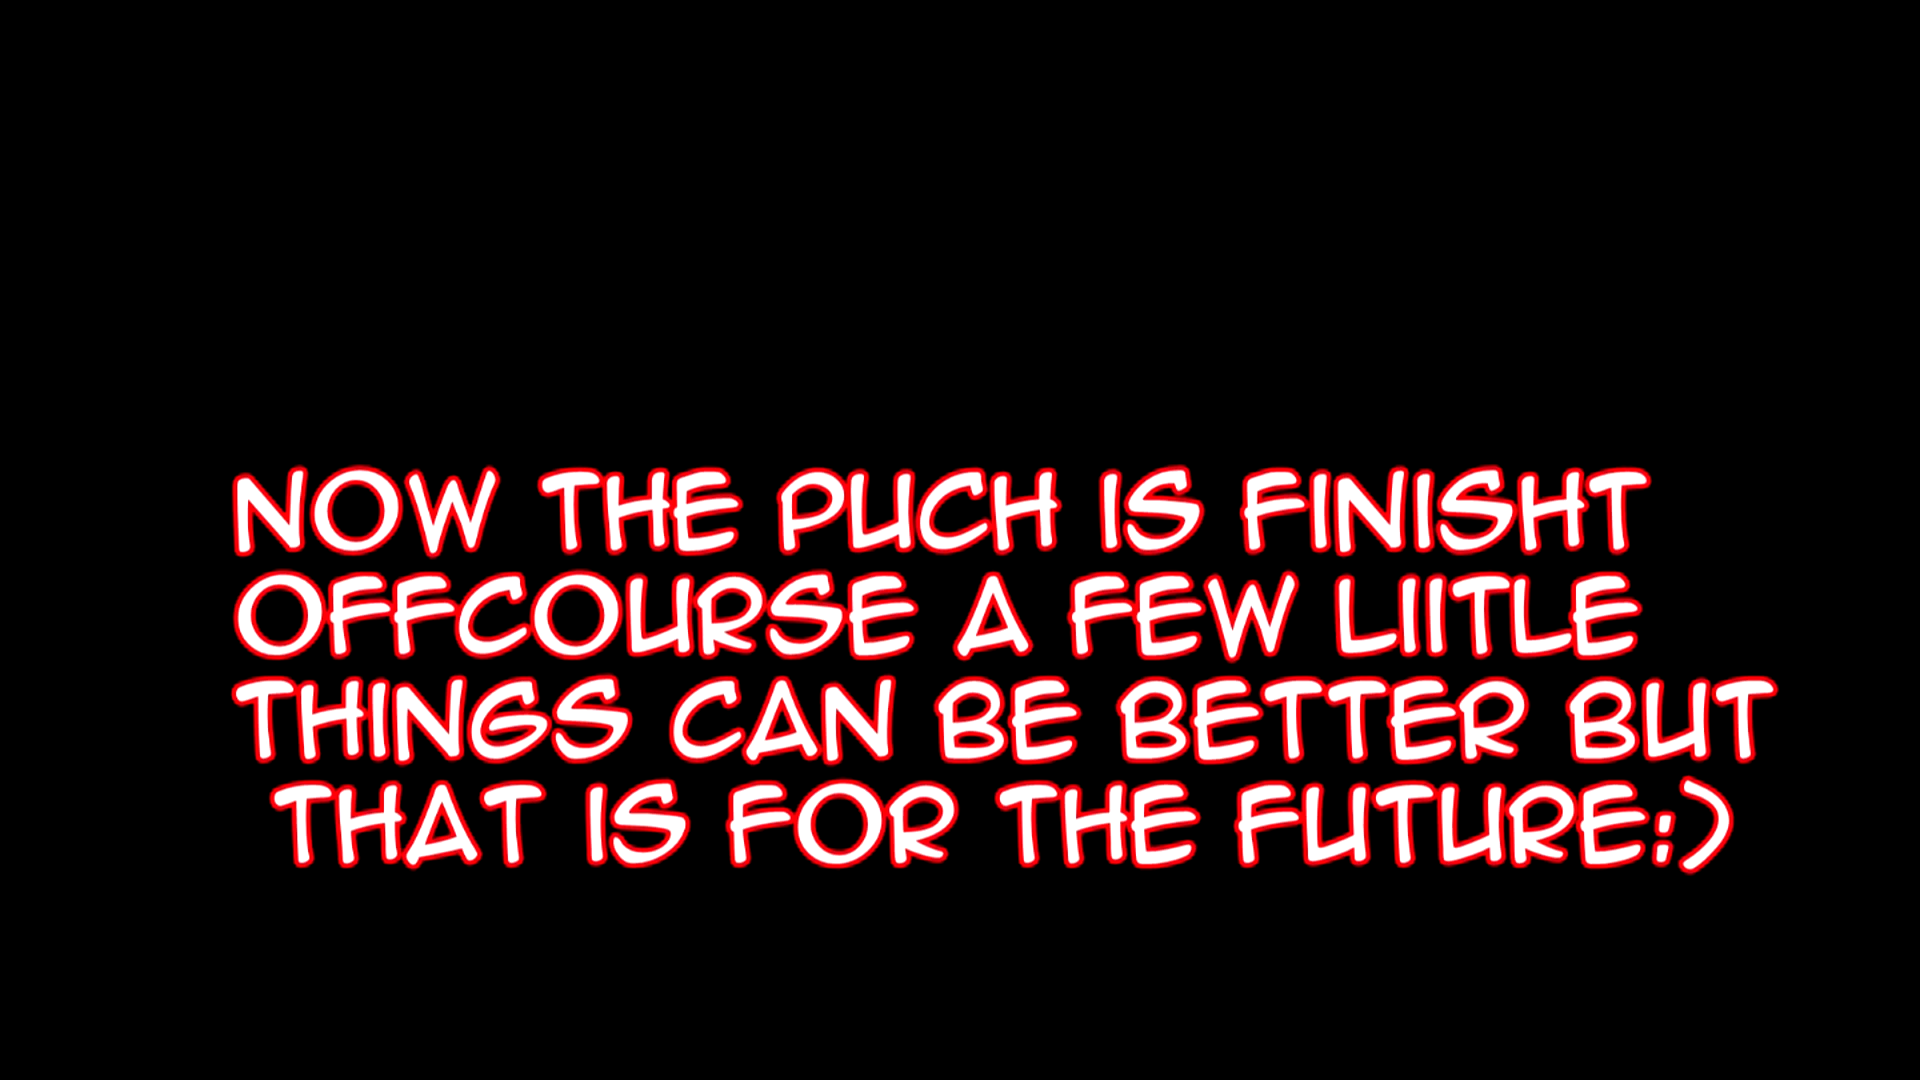 NOW THE PUCH IS FINISHT
OFFCOURSE A FEW LIITLE
THINGS CAN BE BETTER BUT
THAT IS FOR THE FUTURE:)